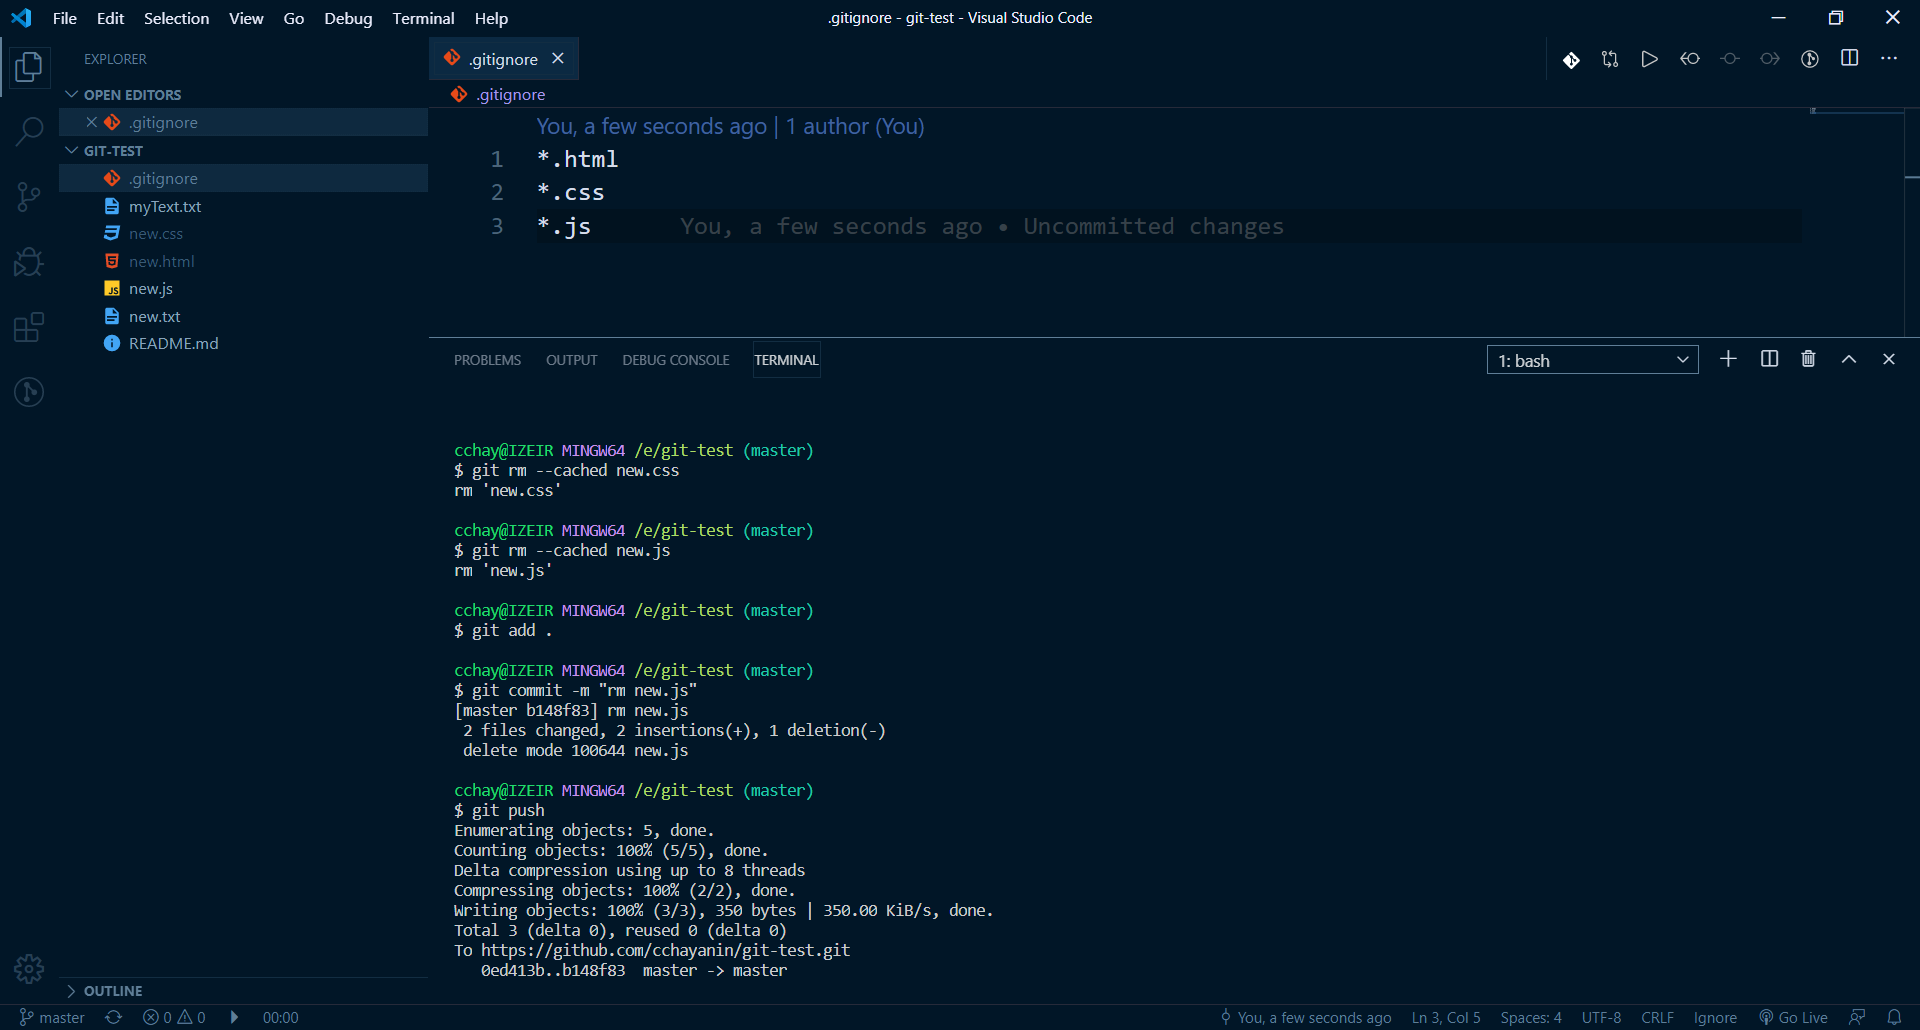 File Edit Selection View Go Debug Terminal Help
.gitignore - git-test - Visual Studio Code
EXPLORER
OPEN EDITORS
.gitignore
GIT-TEST
.gitignore
myText.txt
new.css
new.html
new.js
new.txt
README.md
OUTLINE
.gitignore
.gitignore
You, a few seconds ago | 1 author (You)
1 *.html
2 *.css
3 *.js You, a few seconds ago • Uncommitted changes
PROBLEMS OUTPUT DEBUG CONSOLE TERMINAL
1: bash
cchay@IZEIR MINGW64 /e/git-test (master)
$ git rm --cached new.css
rm 'new.css'
cchay@IZEIR MINGW64 /e/git-test (master)
$ git rm --cached new.js
rm 'new.js'
cchay@IZEIR MINGW64 /e/git-test (master)
$ git add .
cchay@IZEIR MINGW64 /e/git-test (master)
$ git commit -m "rm new.js"
[master b148f83] rm new.js
2 files changed, 2 insertions(+), 1 deletion(-)
delete mode 100644 new.js
cchay@IZEIR MINGW64 /e/git-test (master)
$ git push
Enumerating objects: 5, done.
Counting objects: 100% (5/5), done.
Delta compression using up to 8 threads
Compressing objects: 100% (2/2), done.
Writing objects: 100% (3/3), 350 bytes | 350.00 KiB/s, done.
Total 3 (delta 0), reused 0 (delta 0)
To https://github.com/cchayanin/git-test.git
0ed413b..b148f83 master -> master
master 0 0 00:00 You, a few seconds ago Ln 3, Col 5 Spaces: 4 UTF-8 CRLF Ignore Go Live